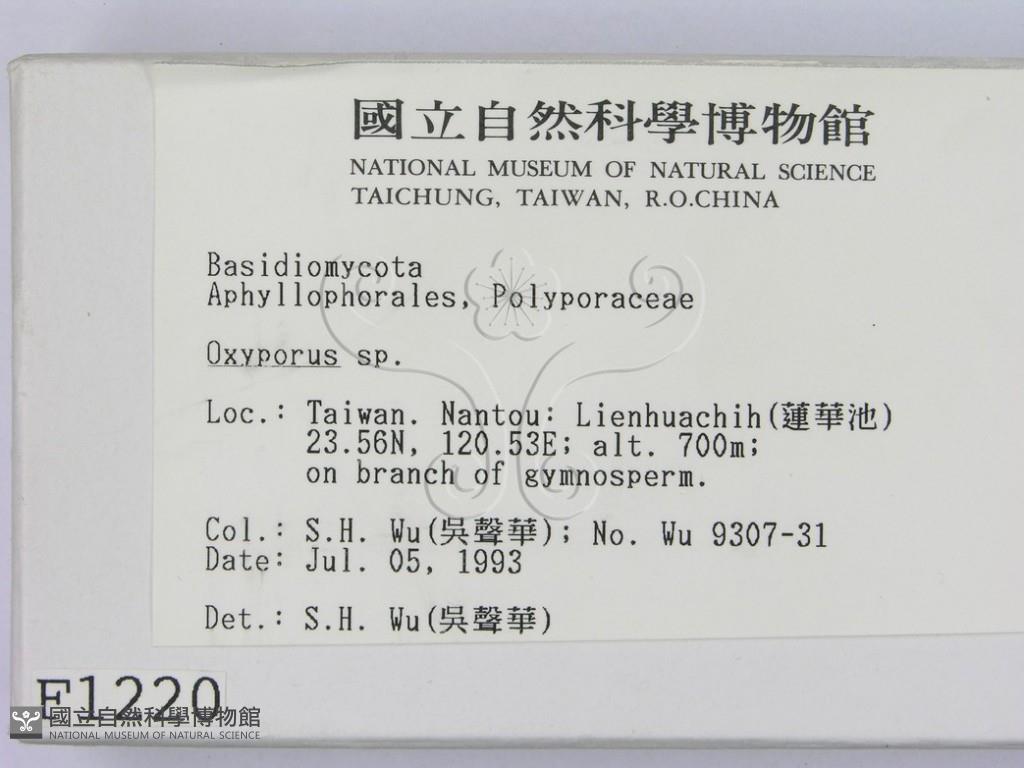 國立自然科學博物館
NATIONAL MUSEUM OF NATURAL SCIENCE
TAICHUNG, TAIWAN, R.O.CHINA
Basidiomycota
Aphyllophorales, Polyporaceae
Oxyporus sp.
Loc.: Taiwan. Nantou: Lienhuachih(蓮華池)
23.56N, 120.53E; alt. 700m;
on branch of gymnosperm.
Col.: S.H. Wu(吳聲華); No. Wu 9307-31
Date: Jul. 05, 1993
Det.: S.H. Wu(吳聲華)
F1220
國立自然科學博物館
NATIONAL MUSEUM OF NATURAL SCIENCE